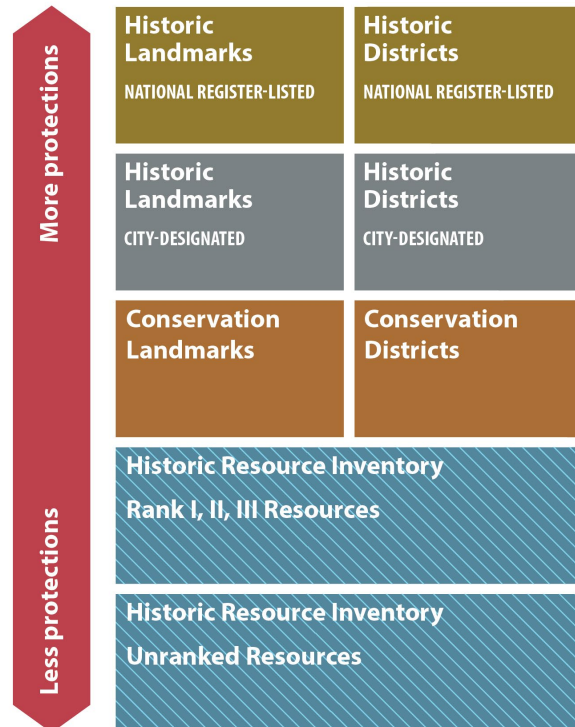 More protections
Historic
Landmarks
NATIONAL REGISTER-LISTED
Historic
Districts
NATIONAL REGISTER-LISTED
Historic
Landmarks
CITY-DESIGNATED
Historic
Districts
CITY-DESIGNATED
Conservation
Landmarks
Conservation
Districts
Historic Resource Inventory
Rank I, II, III Resources
Historic Resource Inventory
Unranked Resources
Less protections